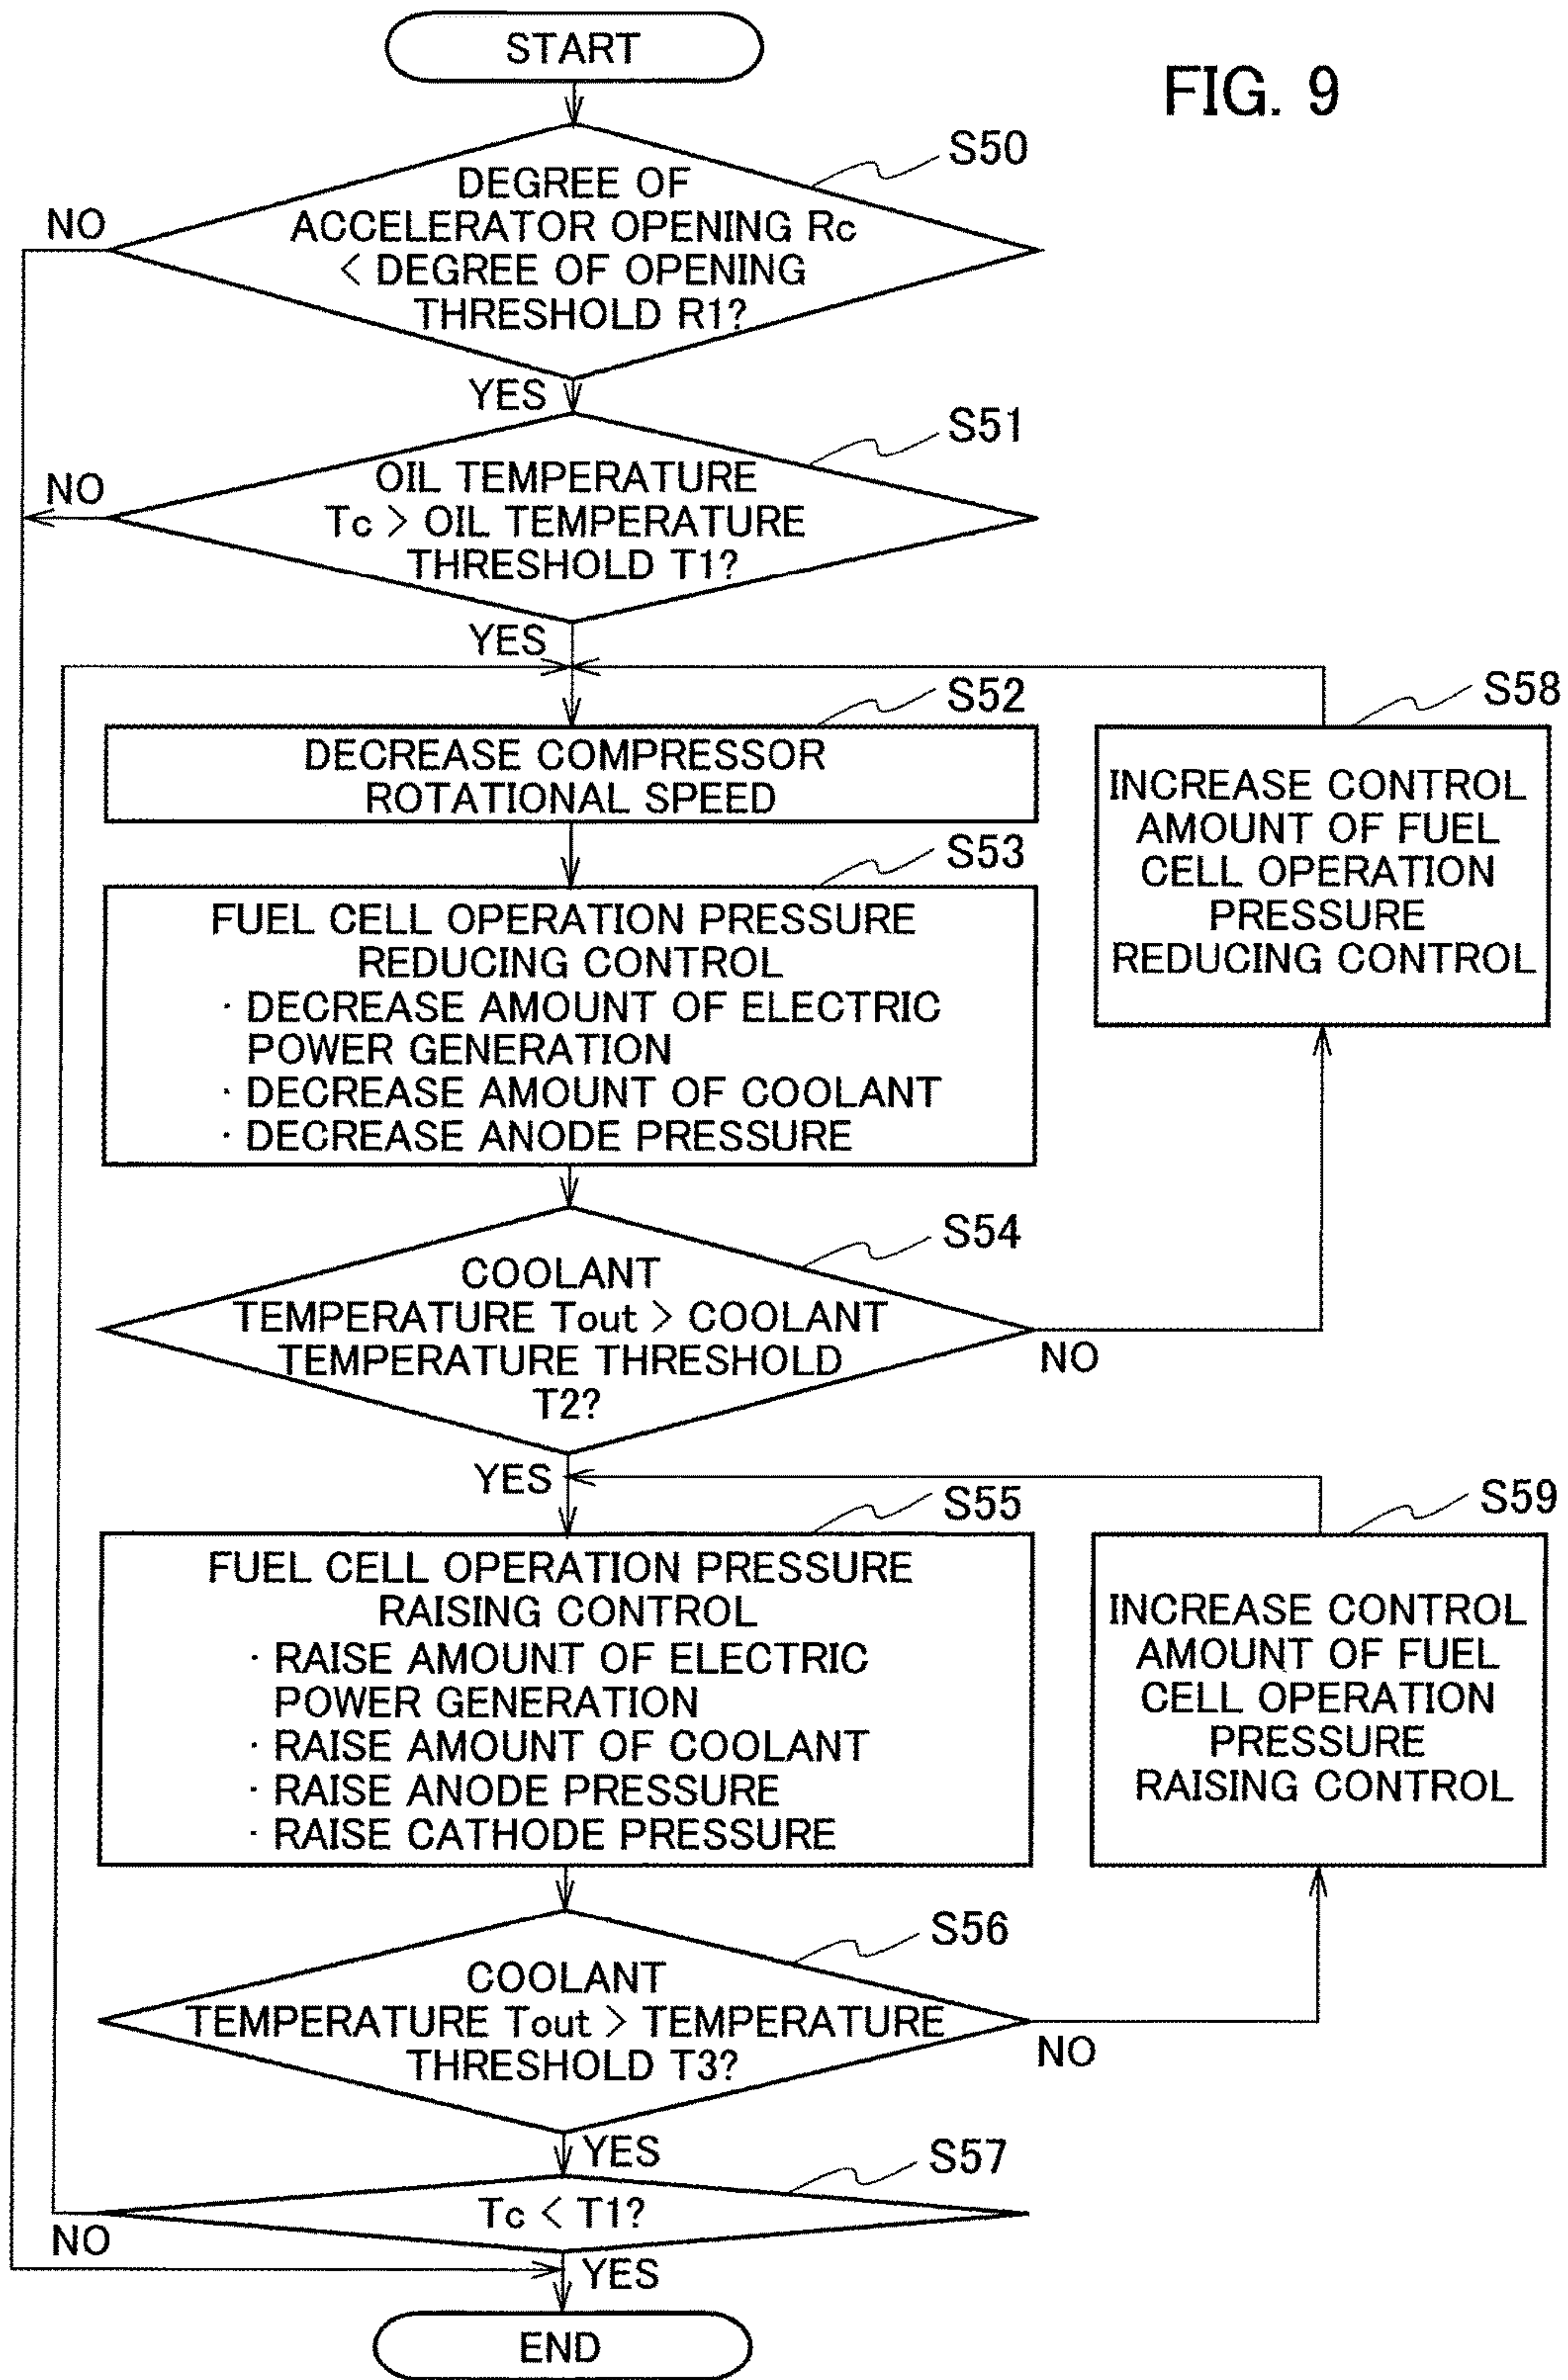 START
FIG. 9
S50
DEGREE OF
ACCELERATOR OPENING Rc
< DEGREE OF OPENING
THRESHOLD R1?
NO
YES
S51
OIL TEMPERATURE
Tc > OIL TEMPERATURE
THRESHOLD T1?
NO
YES
S52
DECREASE COMPRESSOR
ROTATIONAL SPEED
S58
INCREASE CONTROL
AMOUNT OF FUEL
CELL OPERATION
PRESSURE
REDUCING CONTROL
S53
FUEL CELL OPERATION PRESSURE
REDUCING CONTROL
· DECREASE AMOUNT OF ELECTRIC
POWER GENERATION
· DECREASE AMOUNT OF COOLANT
· DECREASE ANODE PRESSURE
S54
COOLANT
TEMPERATURE Tout > COOLANT
TEMPERATURE THRESHOLD
T2?
NO
YES
S55
FUEL CELL OPERATION PRESSURE
RAISING CONTROL
· RAISE AMOUNT OF ELECTRIC
POWER GENERATION
· RAISE AMOUNT OF COOLANT
· RAISE ANODE PRESSURE
· RAISE CATHODE PRESSURE
S59
INCREASE CONTROL
AMOUNT OF FUEL
CELL OPERATION
PRESSURE
RAISING CONTROL
S56
COOLANT
TEMPERATURE Tout > TEMPERATURE
THRESHOLD T3?
NO
YES
S57
Tc < T1?
NO
YES
END